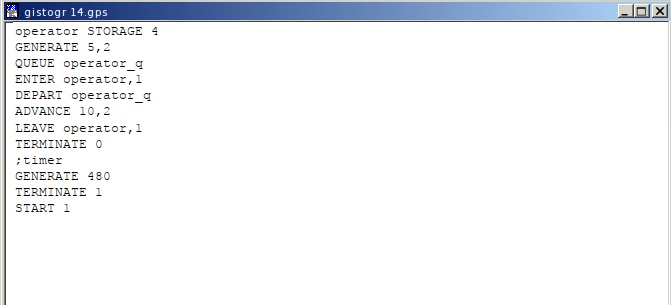 gistogr 14.gps
operator STORAGE 4
GENERATE 5,2
QUEUE operator_q
ENTER operator,1
DEPART operator_q
ADVANCE 10,2
LEAVE operator,1
TERMINATE 0
;timer
GENERATE 480
TERMINATE 1
START 1